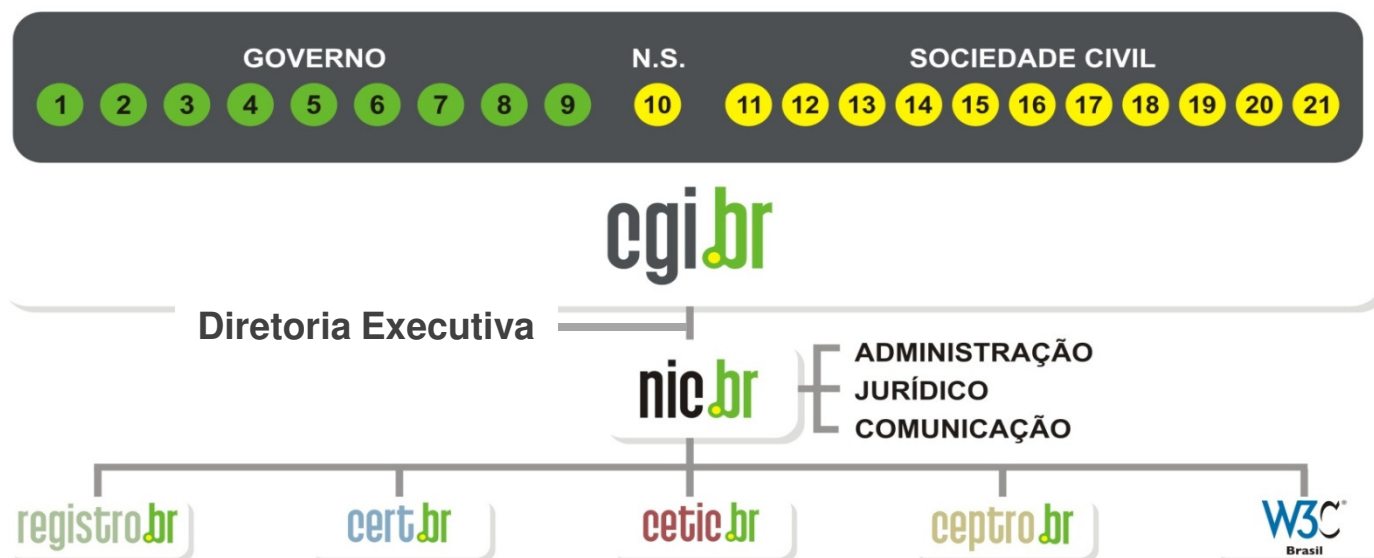 GOVERNO N.S. SOCIEDADE CIVIL
1 2 3 4 5 6 7 8 9 10 11 12 13 14 15 16 17 18 19 20 21
cgi.br
Diretoria Executiva
nic.br
ADMINISTRAÇÃO
JURÍDICO
COMUNICAÇÃO
registro.br cert.br cetic.br ceptro.br W3C®
Brasil